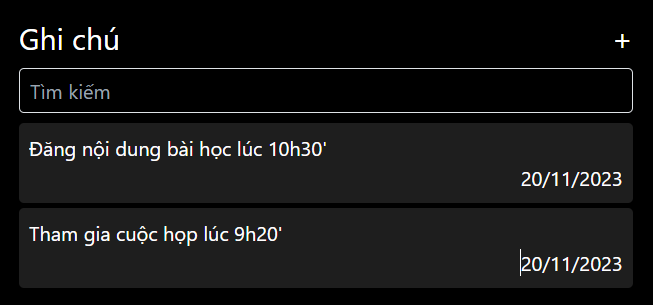 Ghi chú +
Tìm kiếm
Đăng nội dung bài học lúc 10h30'
20/11/2023
Tham gia cuộc họp lúc 9h20'
20/11/2023